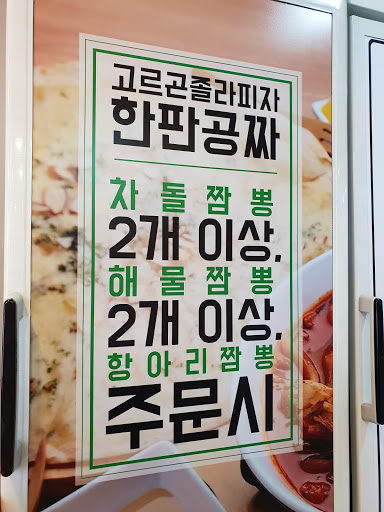 고르곤졸라피자
한판공짜
차돌짬뽕
2개 이상,
해물짬뽕
2개 이상,
항아리짬뽕
주문시